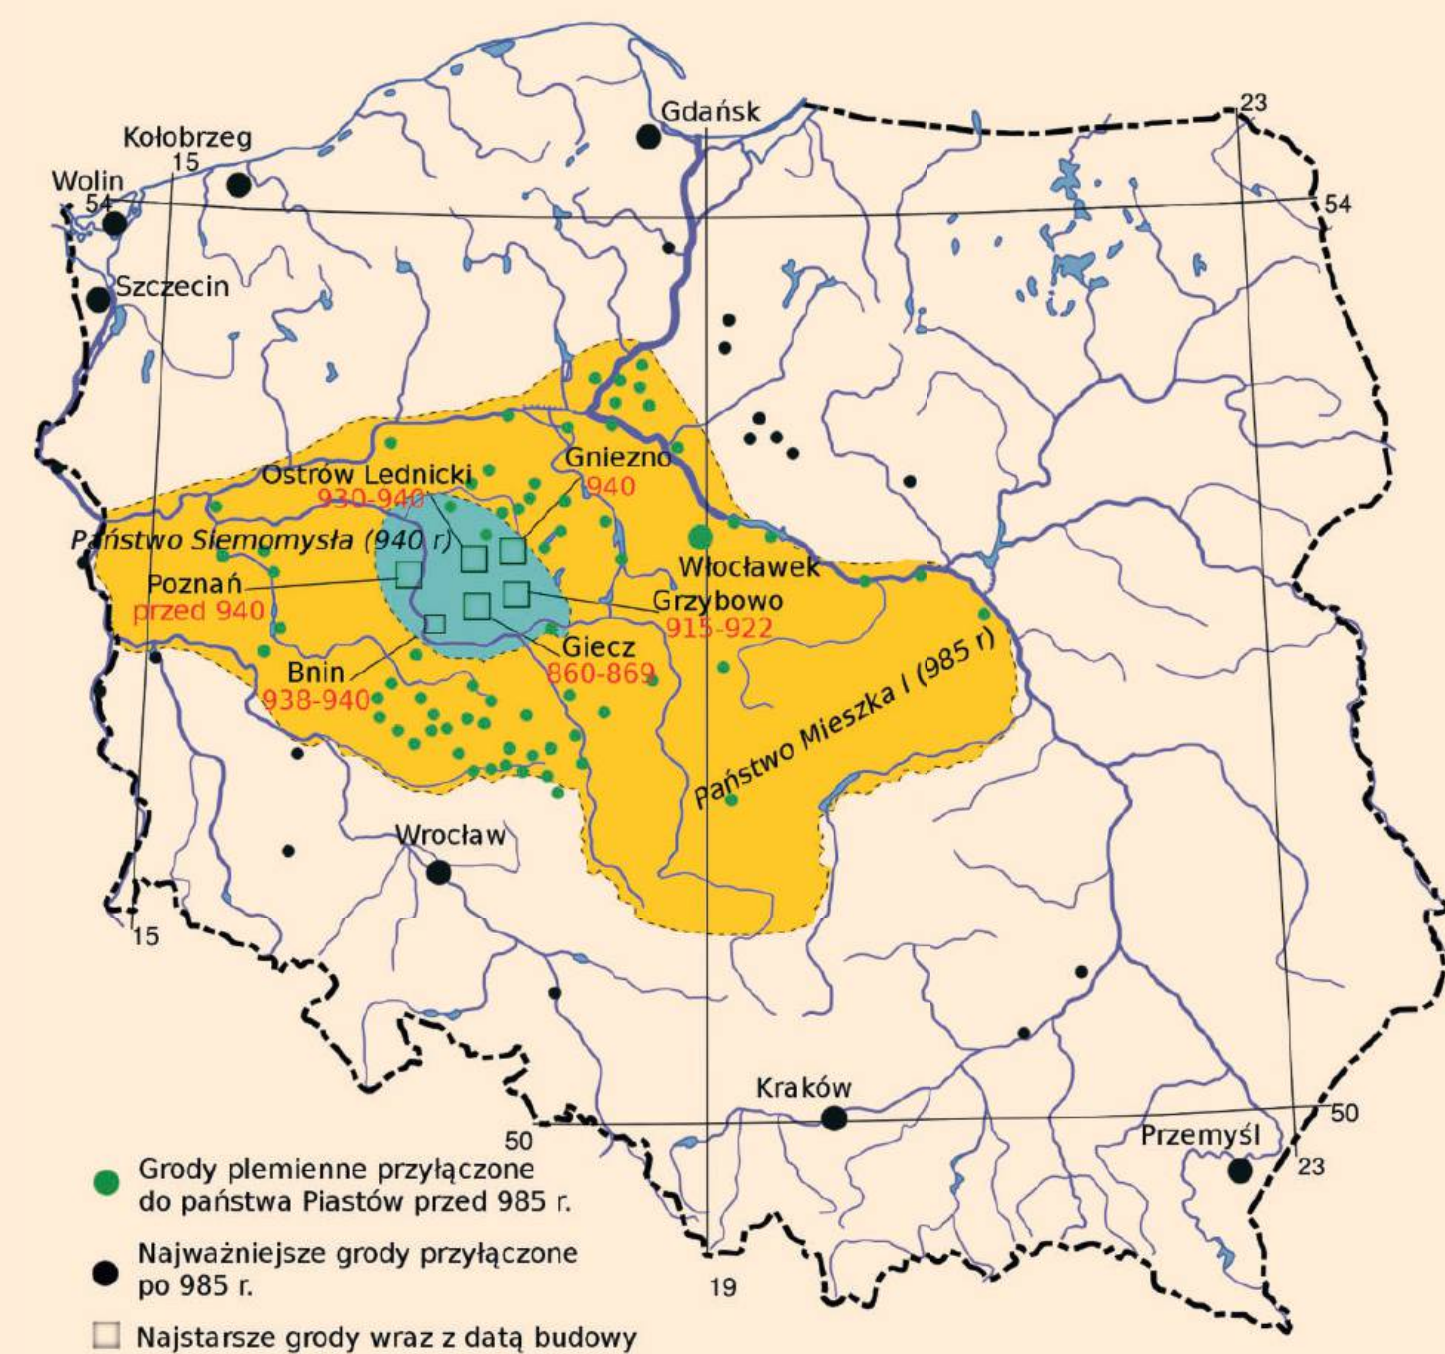 Gdańsk
23
Kołobrzeg
15
Wolin
54
54
Szczecin
Ostrów Lednicki
930-940
Gniezno
940
Państwo Siemomysła (940 r)
Włocławek
Poznań
przed 940
Grzybowo
915-922
Giecz
860-869
Bnin
938-940
Państwo Mieszka I (985 r)
Wrocław
15
Kraków
50
Przemyśl
50
23
19
Grody plemienne przyłączone
do państwa Piastów przed 985 r.
Najważniejsze grody przyłączone
po 985 r.
Najstarsze grody wraz z datą budowy